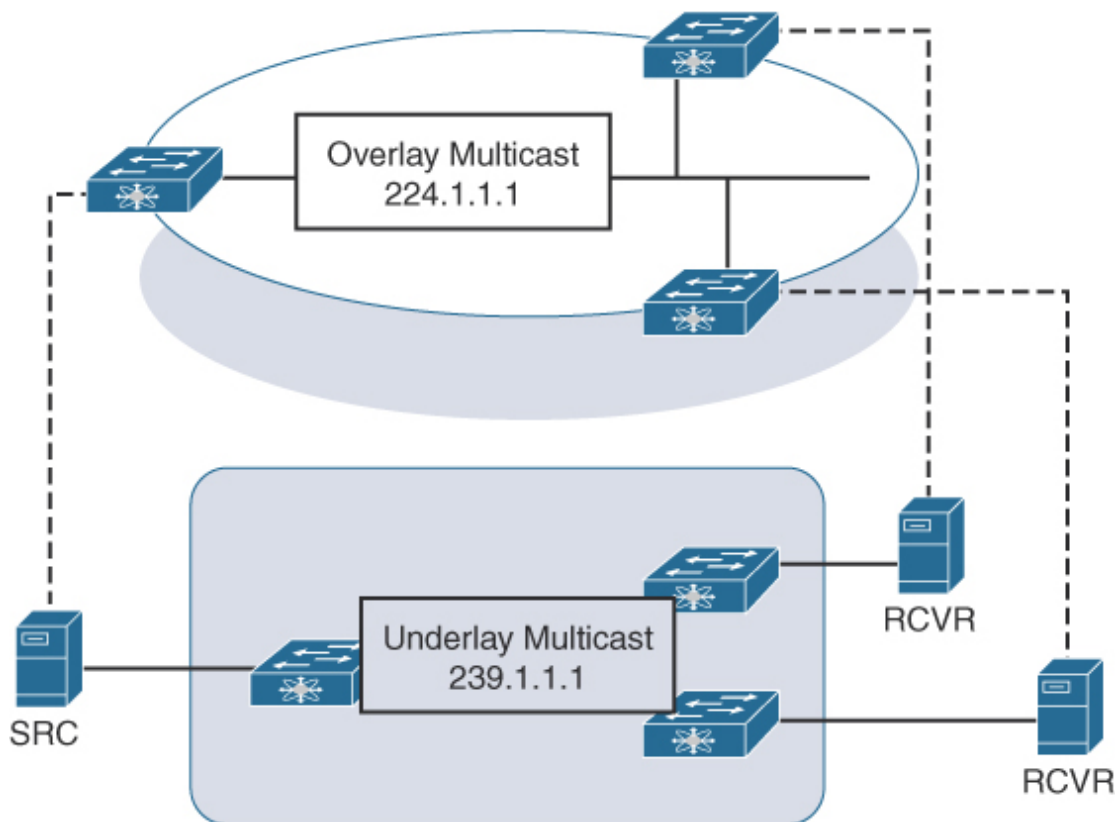 Overlay Multicast
224.1.1.1
Underlay Multicast
239.1.1.1
SRC
RCVR
RCVR